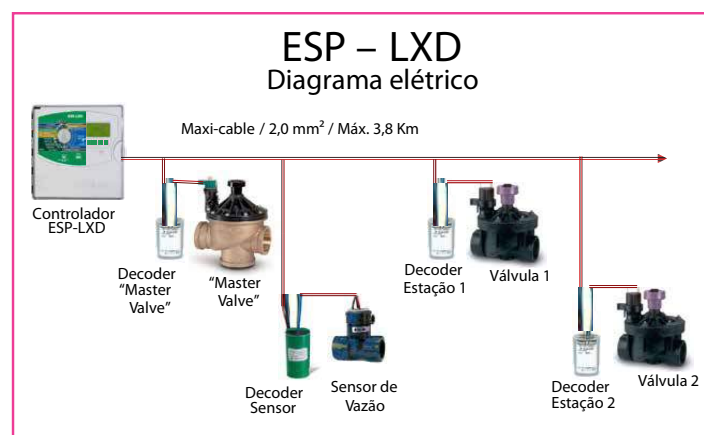 ESP – LXD
Diagrama elétrico
Maxi-cable / 2,0 mm² / Máx. 3,8 Km
Controlador
ESP-LXD
Decoder
“Master
Valve”
“Master
Valve”
Decoder
Estação 1
Válvula 1
Decoder
Sensor
Sensor de
Vazão
Decoder
Estação 2
Válvula 2